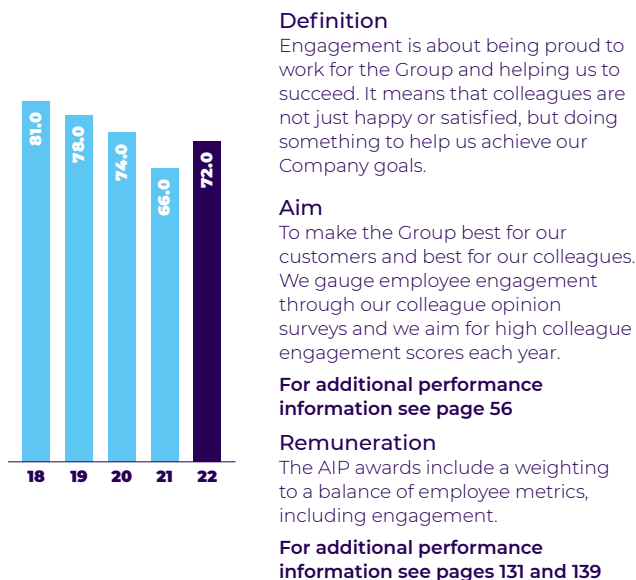 81.0
78.0
74.0
66.0
72.0
18 19 20 21 22
Definition
Engagement is about being proud to
work for the Group and helping us to
succeed. It means that colleagues are
not just happy or satisfied, but doing
something to help us achieve our
Company goals.
Aim
To make the Group best for our
customers and best for our colleagues.
We gauge employee engagement
through our colleague opinion
surveys and we aim for high colleague
engagement scores each year.
For additional performance
information see page 56
Remuneration
The AIP awards include a weighting
to a balance of employee metrics,
including engagement.
For additional performance
information see pages 131 and 139